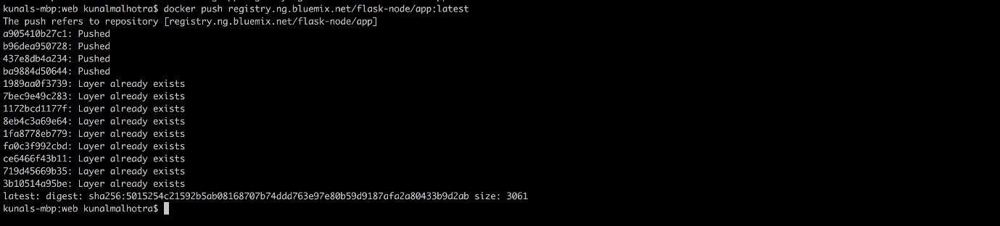 kunals-mbp:web kunalmalhotra$ docker push registry.ng.bluemix.net/flask-node/app:latest
The push refers to repository [registry.ng.bluemix.net/flask-node/app]
a905410b27c1: Pushed
b96dea950728: Pushed
437e8db4a234: Pushed
ba9884d50644: Pushed
1989aa0f3739: Layer already exists
7bec9e49c283: Layer already exists
1172bcd1177f: Layer already exists
8eb4c3a69e64: Layer already exists
1fa8778eb779: Layer already exists
fa0c3f992cbd: Layer already exists
ce6466f43b11: Layer already exists
719d45669b35: Layer already exists
3b10514a95be: Layer already exists
latest: digest: sha256:5015254c21592b5ab08168707b74ddd763e97e80b59d9187afa2a80433b9d2ab size: 3061
kunals-mbp:web kunalmalhotra$